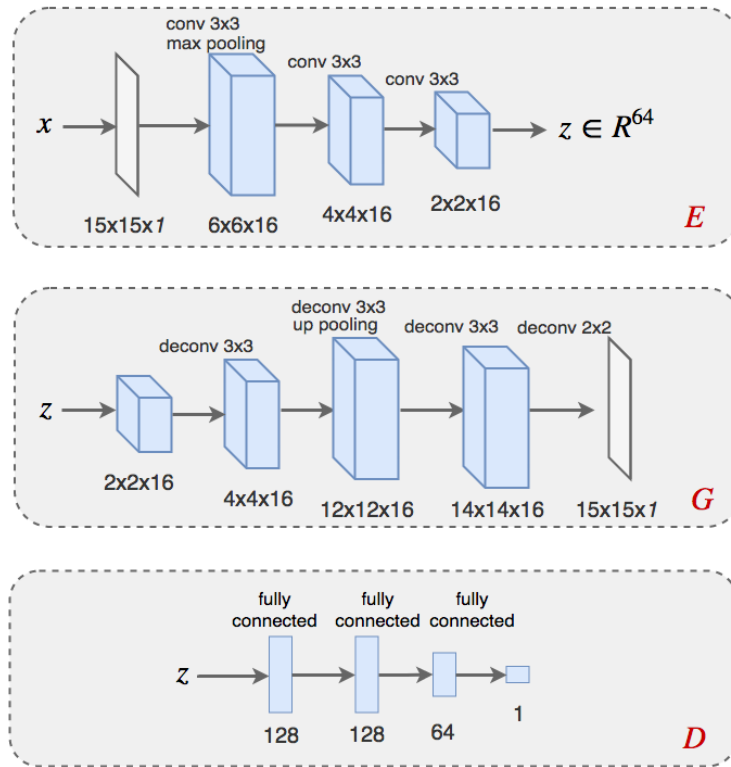 conv 3x3
max pooling
conv 3x3
conv 3x3
x
z ∈ R^64
15x15x1
6x6x16
4x4x16
2x2x16
E
deconv 3x3
deconv 3x3
up pooling
deconv 3x3
deconv 2x2
z
2x2x16
4x4x16
12x12x16
14x14x16
15x15x1
G
fully
connected
fully
connected
fully
connected
z
128
128
64
1
D